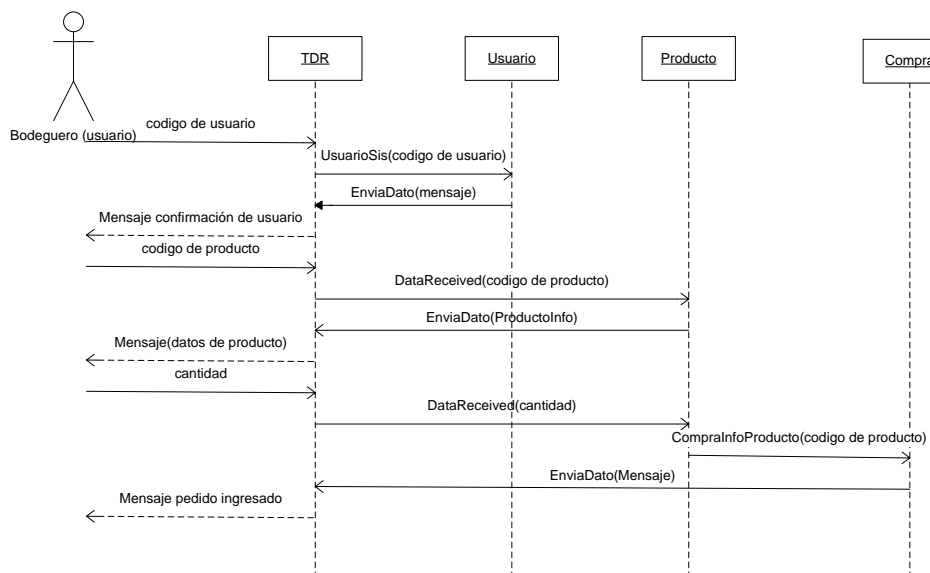 TDR
Usuario
Producto
Compra
Bodeguero (usuario)
codigo de usuario
UsuarioSis(codigo de usuario)
EnviaDato(mensaje)
Mensaje confirmación de usuario
codigo de producto
DataReceived(codigo de producto)
EnviaDato(ProductoInfo)
Mensaje(datos de producto)
cantidad
DataReceived(cantidad)
CompraInfoProducto(codigo de producto)
EnviaDato(Mensaje)
Mensaje pedido ingresado